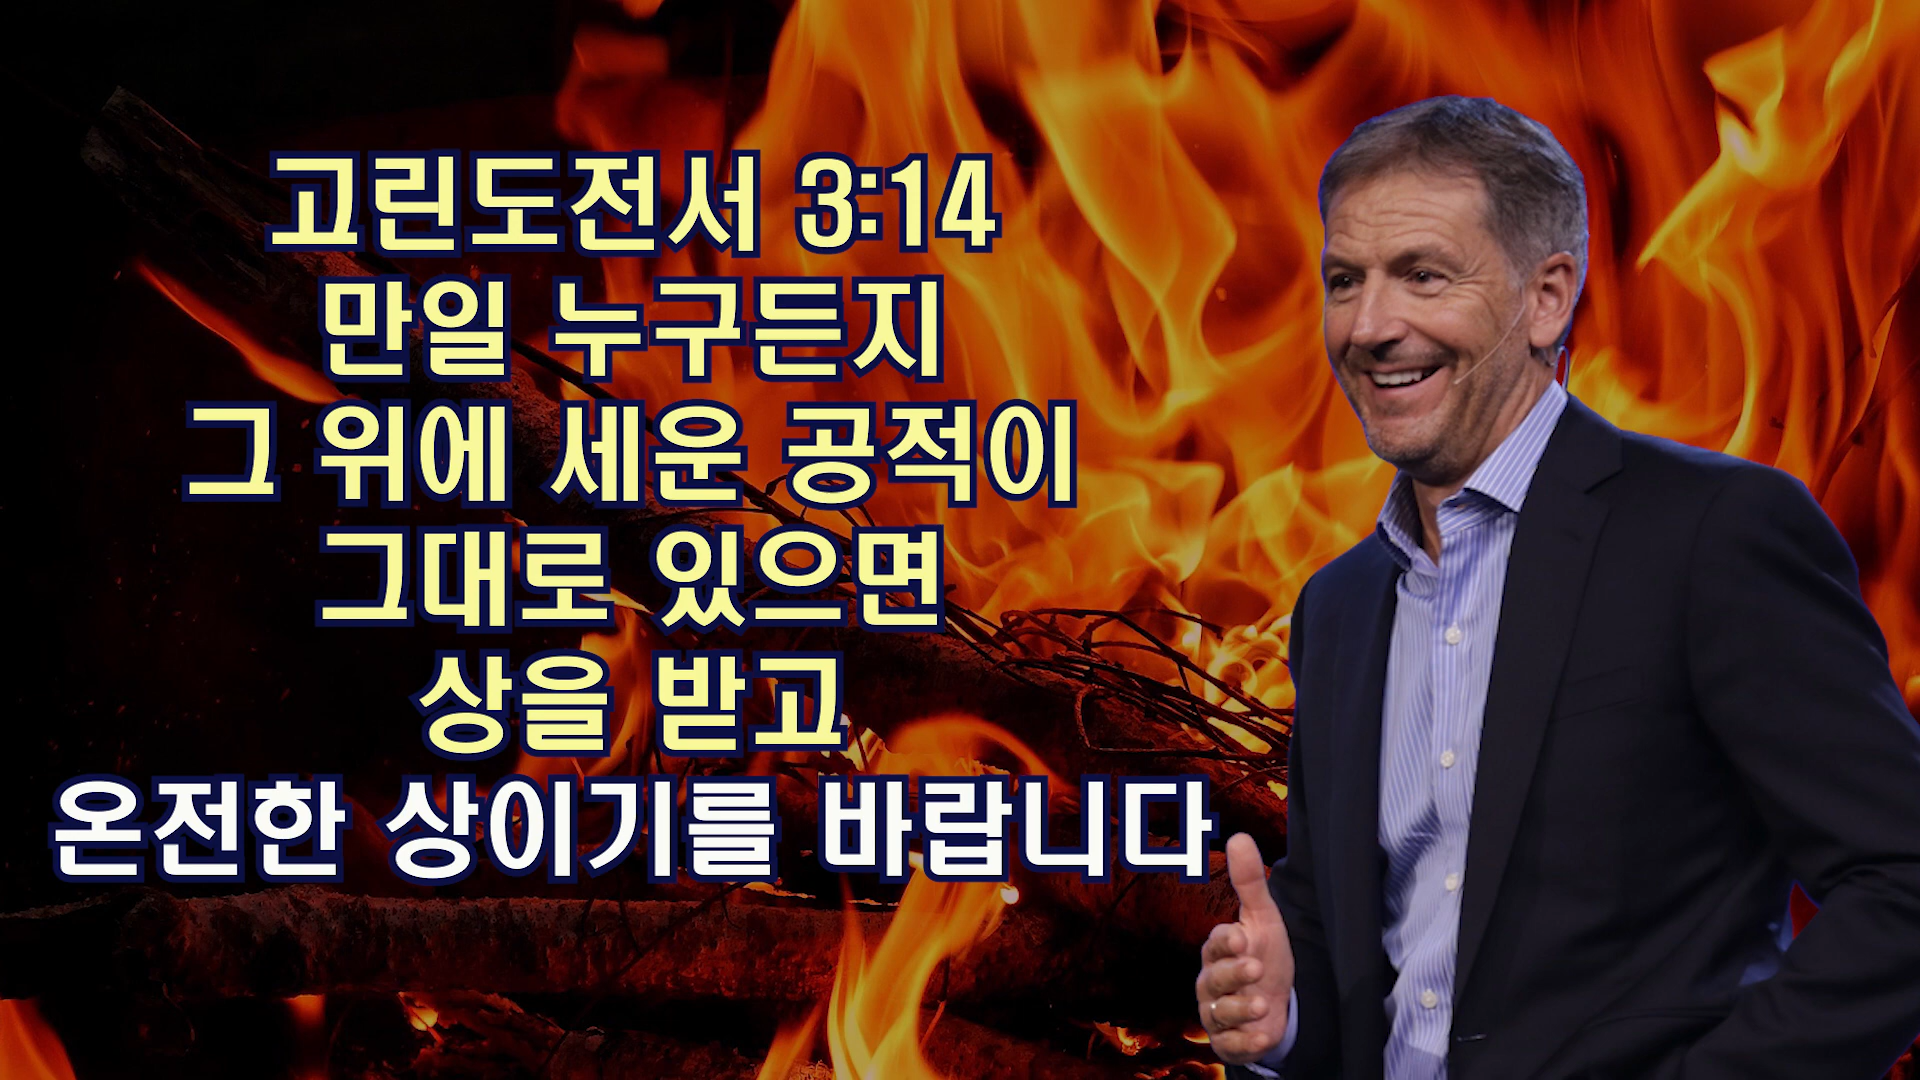 고린도전서 3:14
만일 누구든지
그 위에 세운 공적이
그대로 있으면
상을 받고
온전한 상이기를 바랍니다